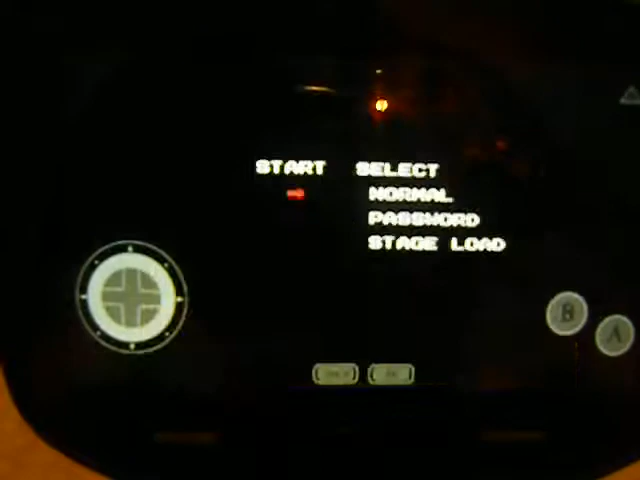 START SELECT
NORMAL
PASSWORD
STAGE LOAD
B
A